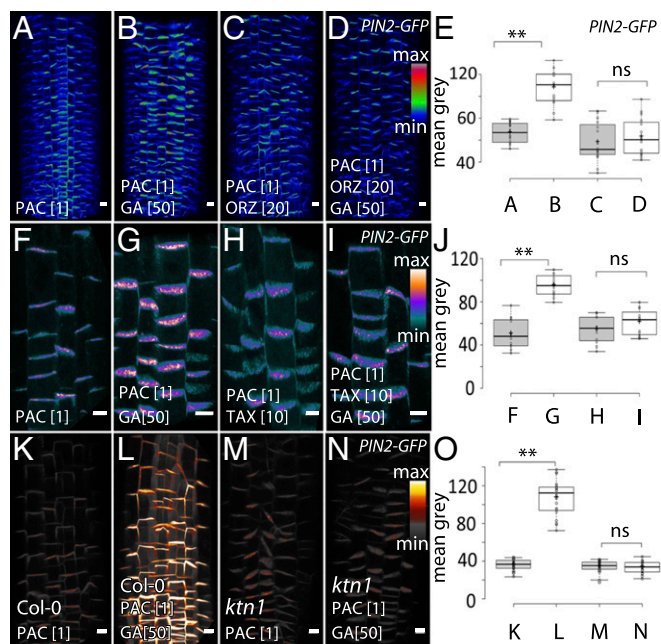 A
B
C
D
PIN2-GFP
max
min
PAC [1]
PAC [1]
GA [50]
PAC [1]
ORZ [20]
PAC [1]
ORZ [20]
GA [50]
E
PIN2-GFP
**
ns
mean grey
120
60
40
A B C D
F
G
H
I
PIN2-GFP
max
min
PAC [1]
PAC [1]
GA[50]
PAC [1]
TAX [10]
PAC [1]
TAX [10]
GA [50]
J
**
ns
mean grey
120
80
40
0
F G H I
K
L
M
N
PIN2-GFP
max
min
Col-0
PAC [1]
Col-0
PAC [1]
GA[50]
ktn1
PAC [1]
ktn1
PAC [1]
GA[50]
O
**
ns
mean grey
120
80
40
0
K L M N